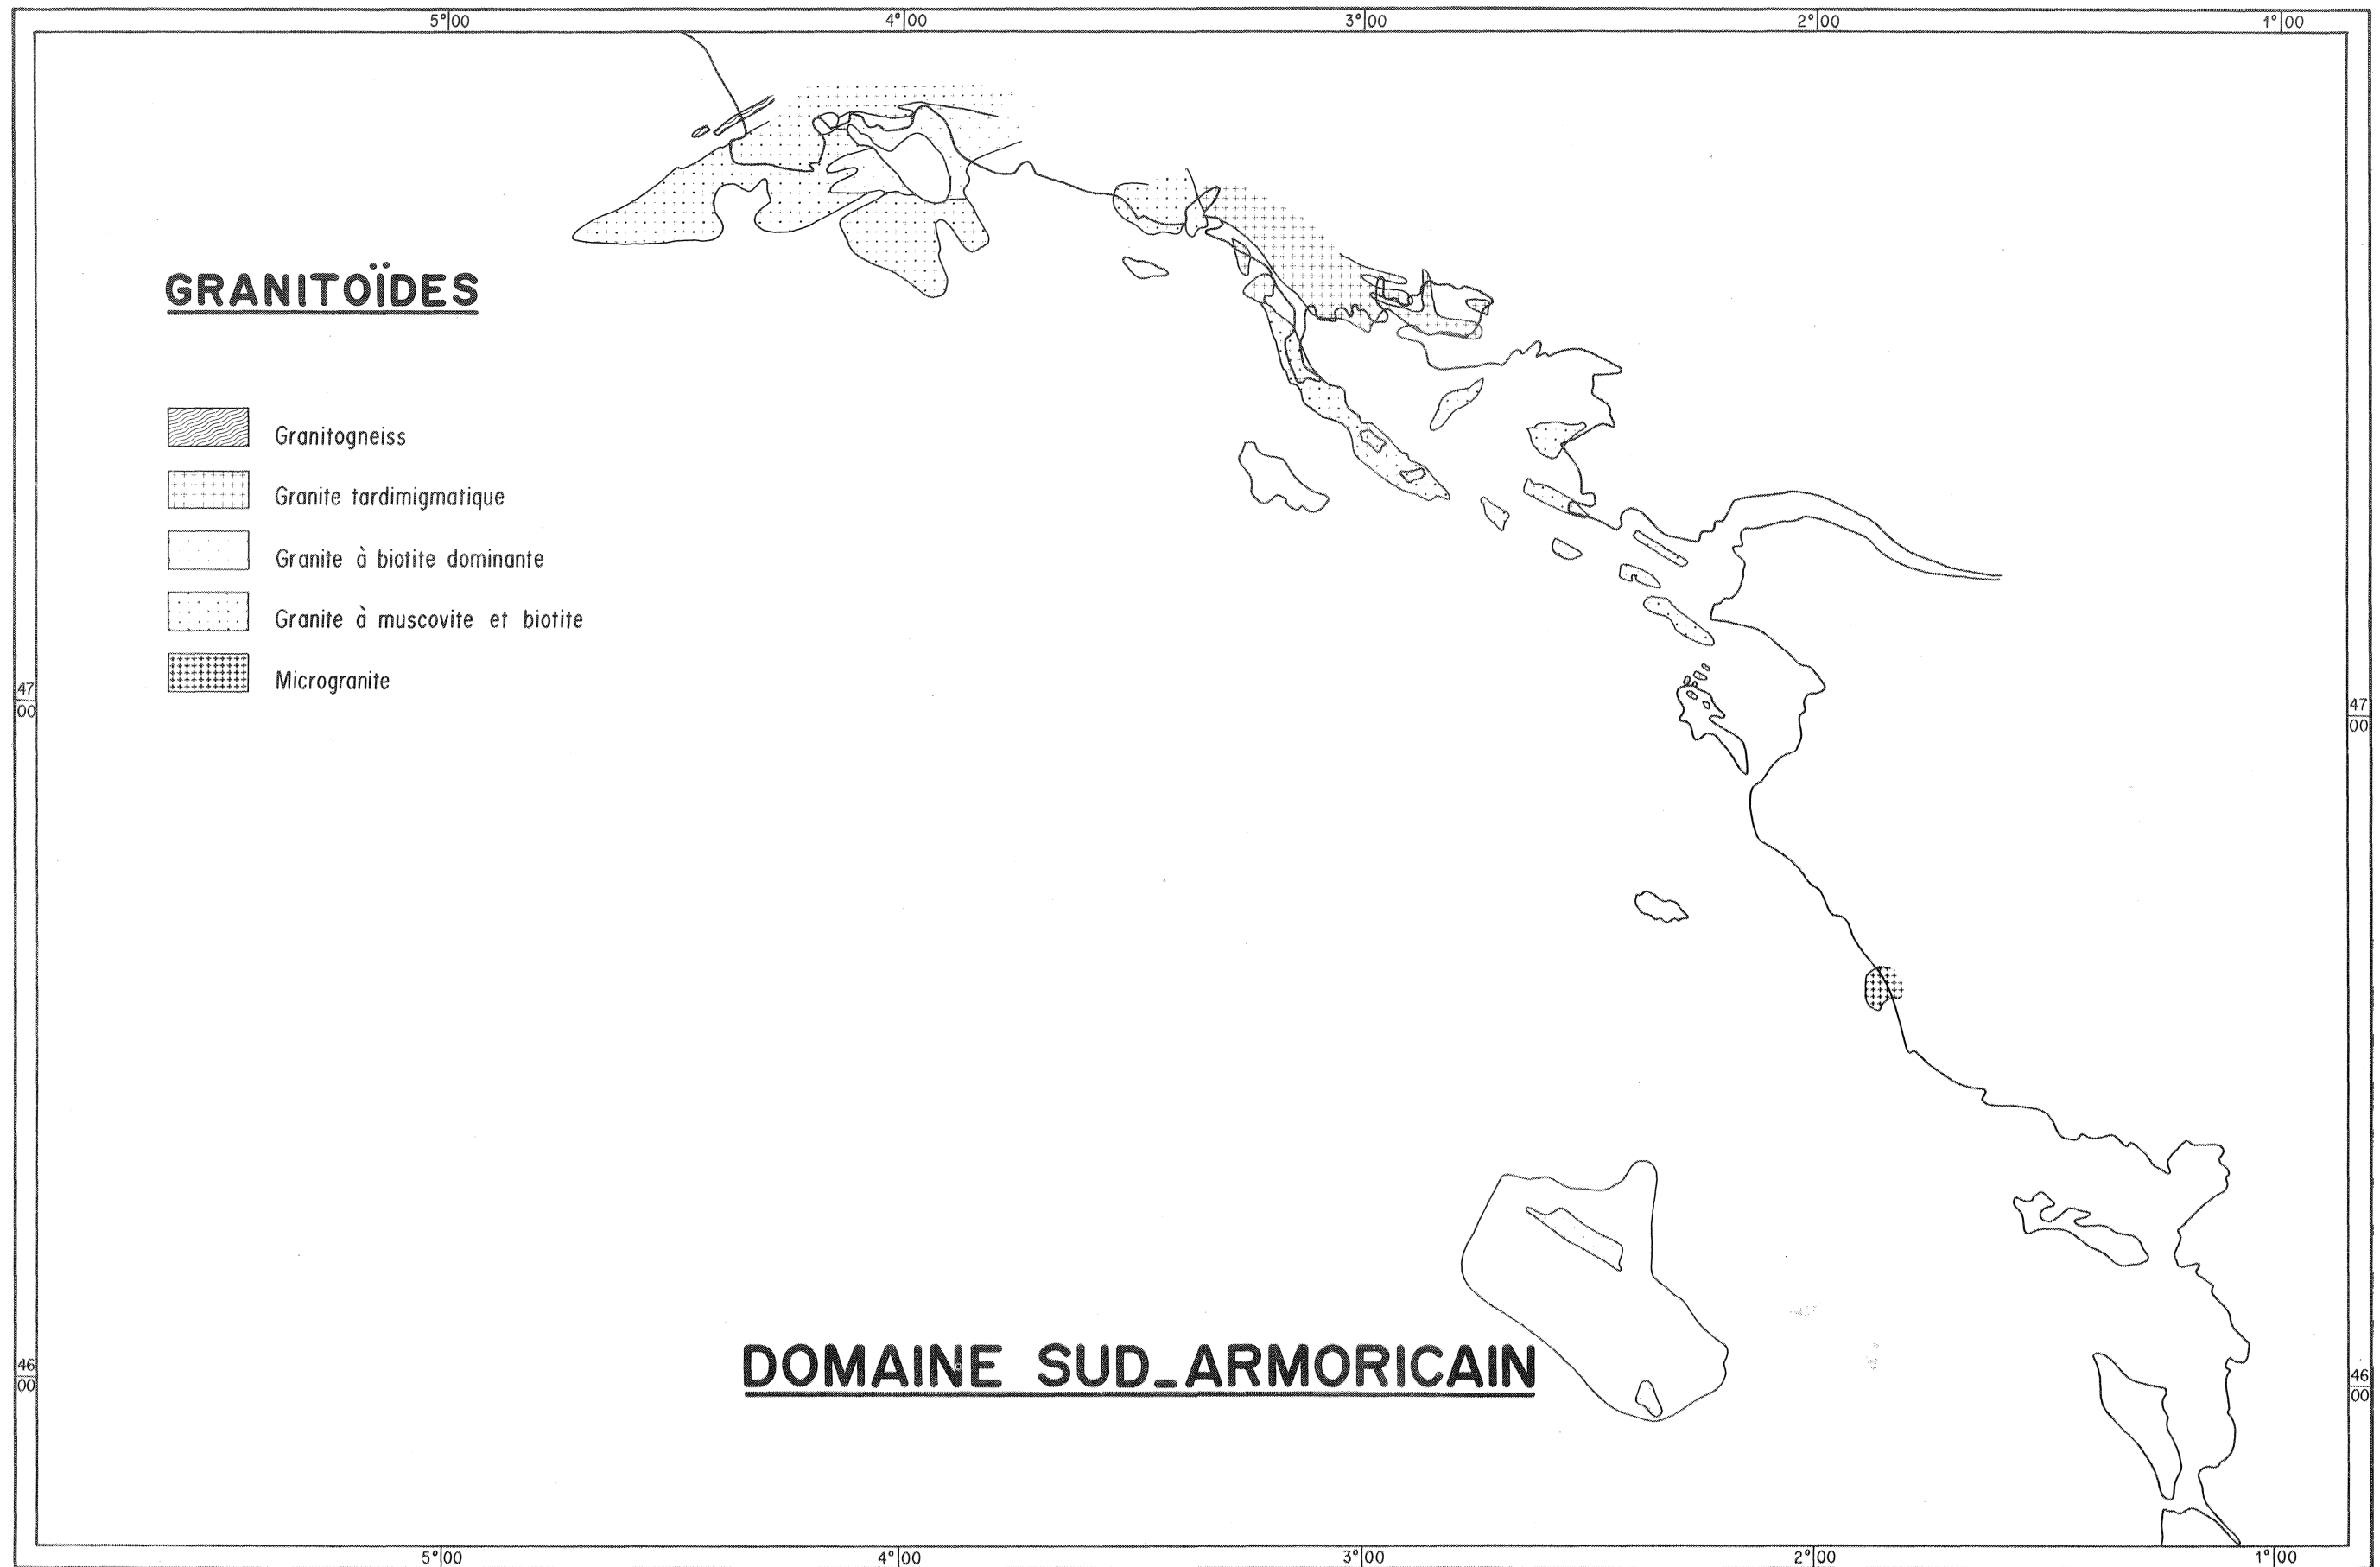 5°00 4°00 3°00 2°00 1°00
GRANITOÏDES
Granitogneiss
Granite tardimigmatique
Granite à biotite dominante
Granite à muscovite et biotite
Microgranite
47
00
47
00
DOMAINE SUD_ARMORICAIN
46
00
46
00
5°00 4°00 3°00 2°00 1°00